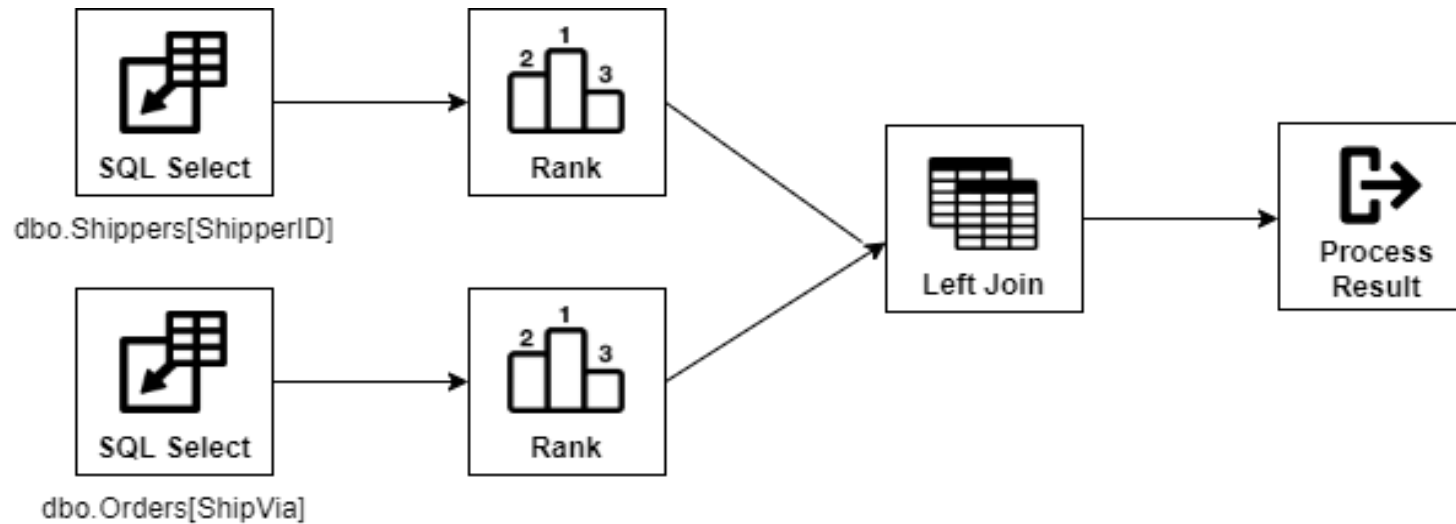 SQL Select
dbo.Shippers[ShipperID]
2 1 3
Rank
SQL Select
dbo.Orders[ShipVia]
2 1 3
Rank
Left Join
Process
Result